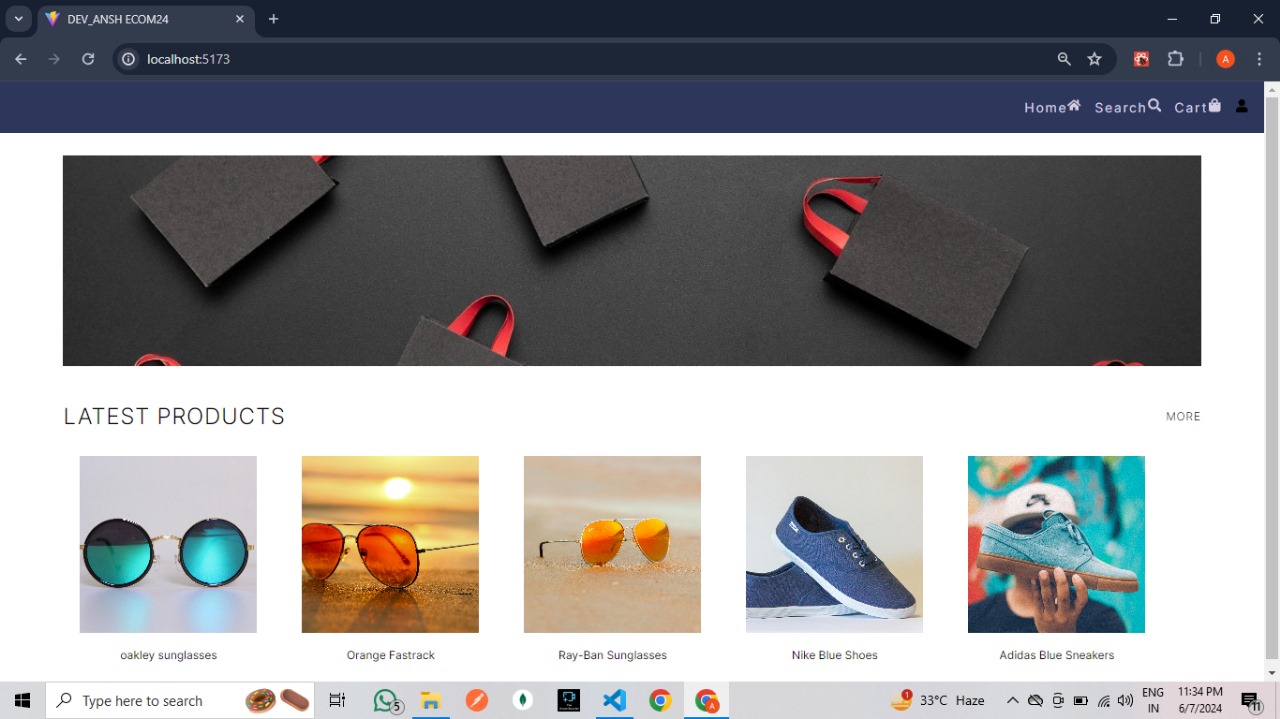 DEV_ANSH ECOM24
localhost:5173
A
Home Search Cart
LATEST PRODUCTS
MORE
oakley sunglasses
Orange Fastrack
Ray-Ban Sunglasses
Nike Blue Shoes
Adidas Blue Sneakers
Type here to search
5
A
1
33°C Haze
ENG
IN
11:34 PM
6/7/2024
11